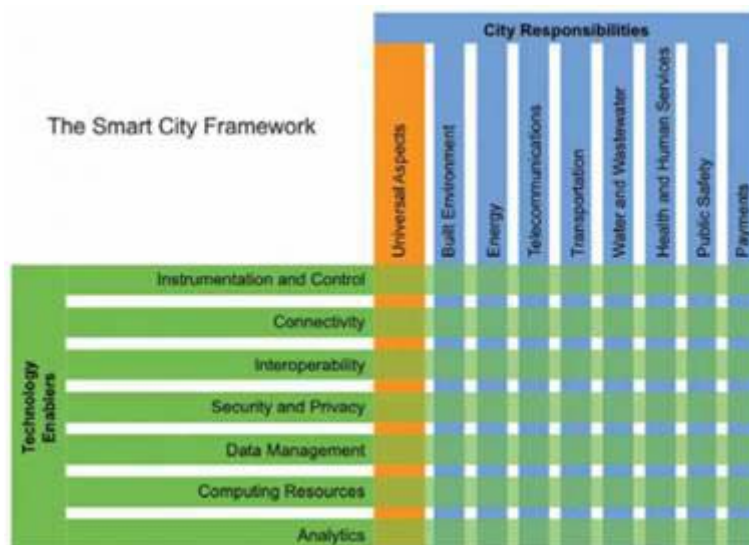 City Responsibilities
The Smart City Framework
Universal Aspects
Built Environment
Energy
Telecommunications
Transportation
Water and Wastewater
Health and Human Services
Public Safety
Payments
Technology
Enablers
Instrumentation and Control
Connectivity
Interoperability
Security and Privacy
Data Management
Computing Resources
Analytics